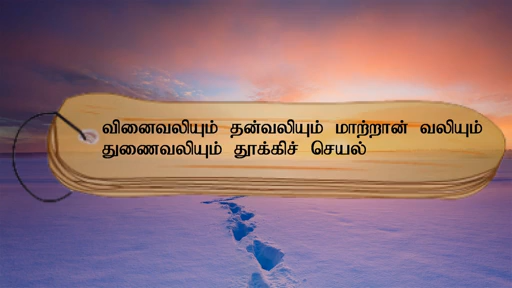 வினைவலியும் தன்வலியும் மாற்றான் வலியும்
துணைவலியும் தூக்கிச் செயல்